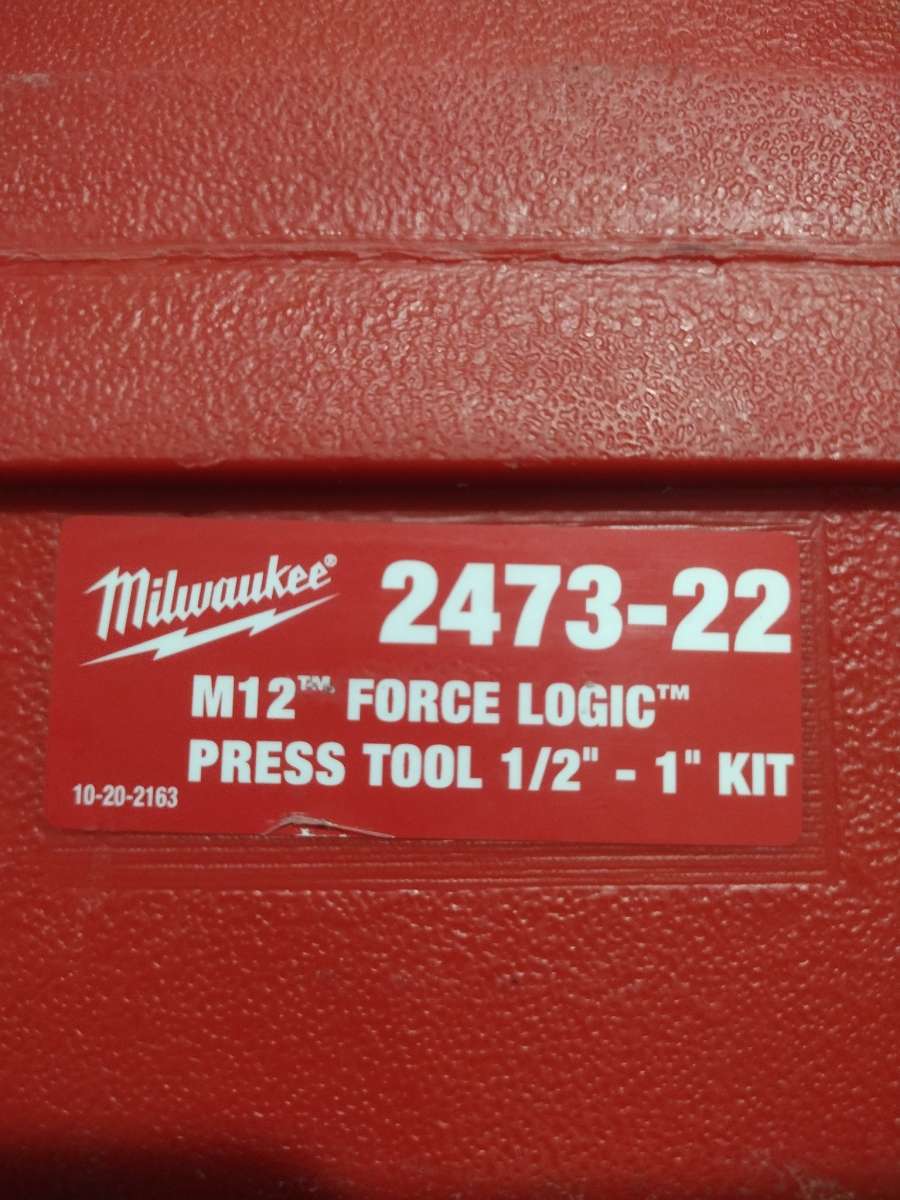 Milwaukee® 2473-22
M12™ FORCE LOGIC™
PRESS TOOL 1/2" - 1" KIT
10-20-2163